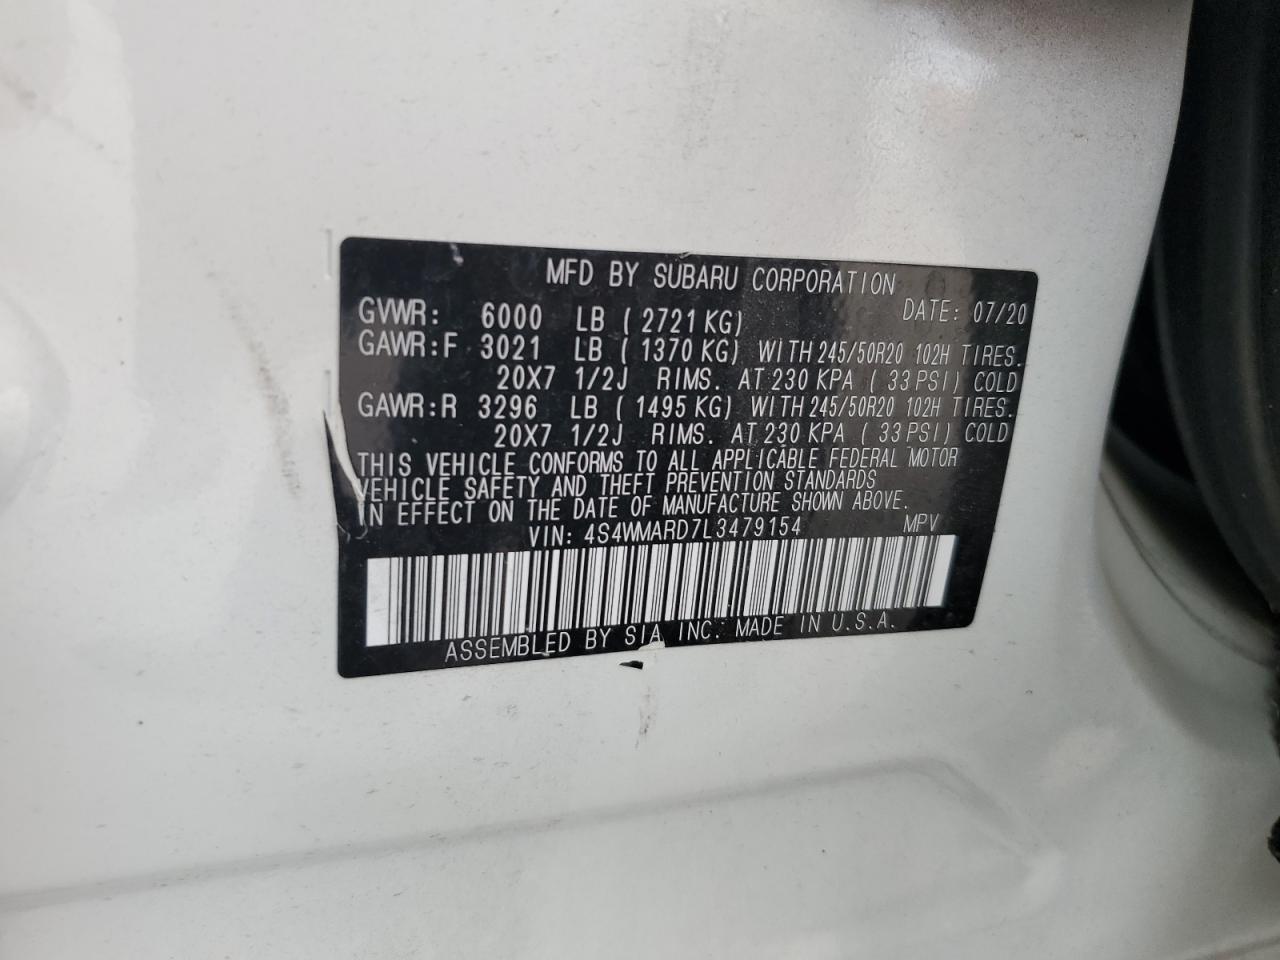 MFD BY SUBARU CORPORATION
GVWR: 6000 LB ( 2721 KG) DATE: 07/20
GAWR:F 3021 LB ( 1370 KG) WITH 245/50R20 102H TIRES.
20X7 1/2J RIMS. AT 230 KPA ( 33 PSI) COLD
GAWR:R 3296 LB ( 1495 KG) WITH 245/50R20 102H TIRES.
20X7 1/2J RIMS. AT 230 KPA ( 33 PSI) COLD
THIS VEHICLE CONFORMS TO ALL APPLICABLE FEDERAL MOTOR
VEHICLE SAFETY AND THEFT PREVENTION STANDARDS
IN EFFECT ON THE DATE OF MANUFACTURE SHOWN ABOVE.
VIN: 4S4WMARD7L3479154 MPV
ASSEMBLED BY SIA INC. MADE IN U.S.A.